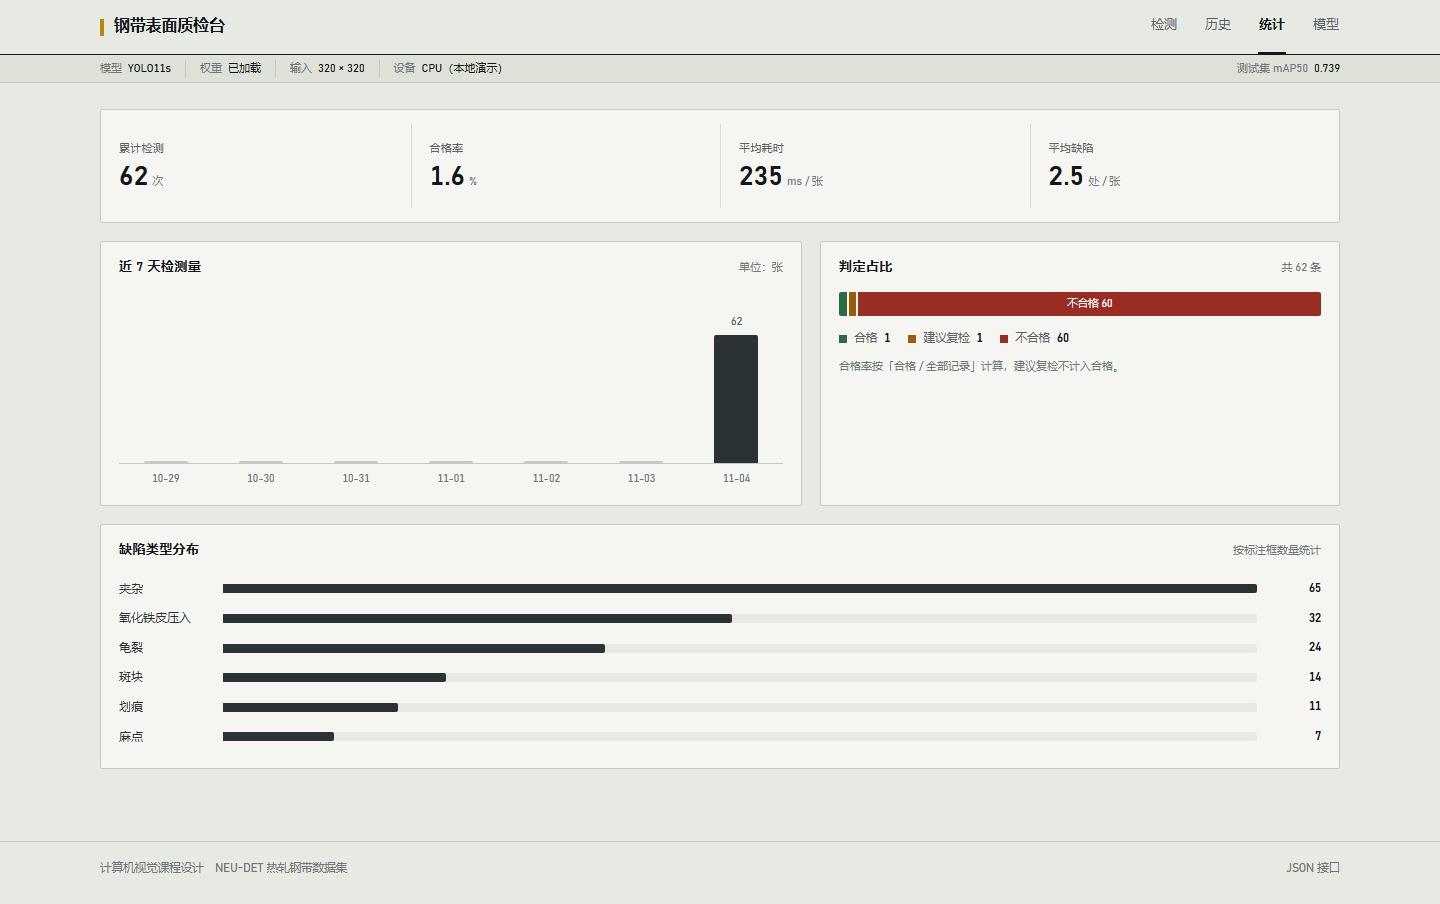 钢带表面质检台
检测 历史 统计 模型
模型 YOLO11s 权重 已加载 输入 320 × 320 设备 CPU（本地演示） 测试集 mAP50 0.739
累计检测 合格率 平均耗时 平均缺陷
62 次 1.6 % 235 ms / 张 2.5 处 / 张
近 7 天检测量 单位：张
62
10-29 10-30 10-31 11-01 11-02 11-03 11-04
判定占比 共 62 条
不合格 60
合格 1 建议复检 1 不合格 60
合格率按「合格 / 全部记录」计算，建议复检不计入合格。
缺陷类型分布 按标注框数量统计
夹杂 65
氧化铁皮压入 32
龟裂 24
斑块 14
划痕 11
麻点 7
计算机视觉课程设计 NEU-DET 热轧钢带数据集 JSON 接口